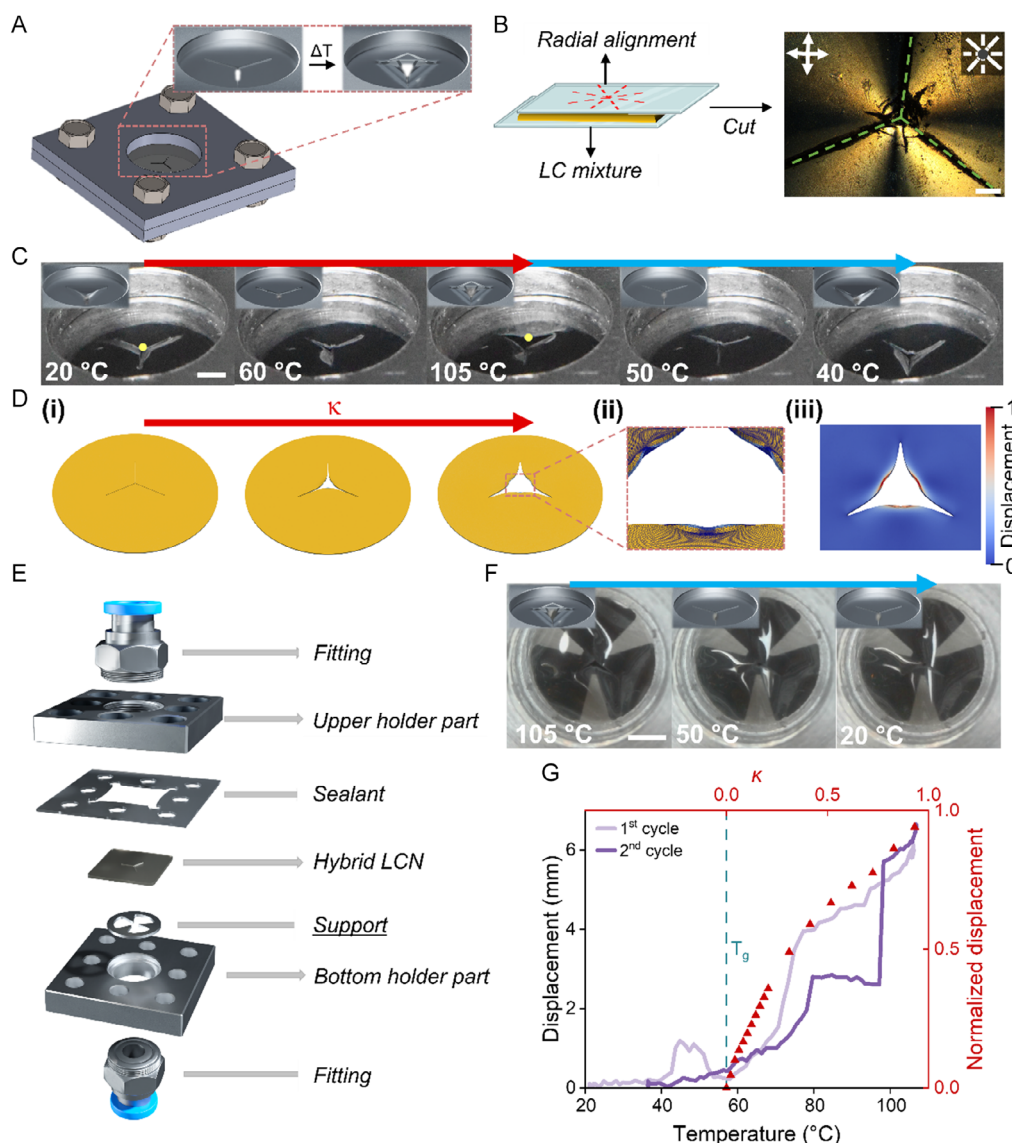 A
ΔT
B
Radial alignment
LC mixture
Cut
C
20 °C
60 °C
105 °C
50 °C
40 °C
D
(i)
κ
(ii)
(iii)
1
Displacement
0
E
Fitting
Upper holder part
Sealant
Hybrid LCN
Support
Bottom holder part
Fitting
F
105 °C
50 °C
20 °C
G
κ
0.0 0.5 1.0
1st cycle
2nd cycle
Tg
Displacement (mm)
6
4
2
0
Normalized displacement
1.0
0.5
0.0
20 40 60 80 100
Temperature (°C)